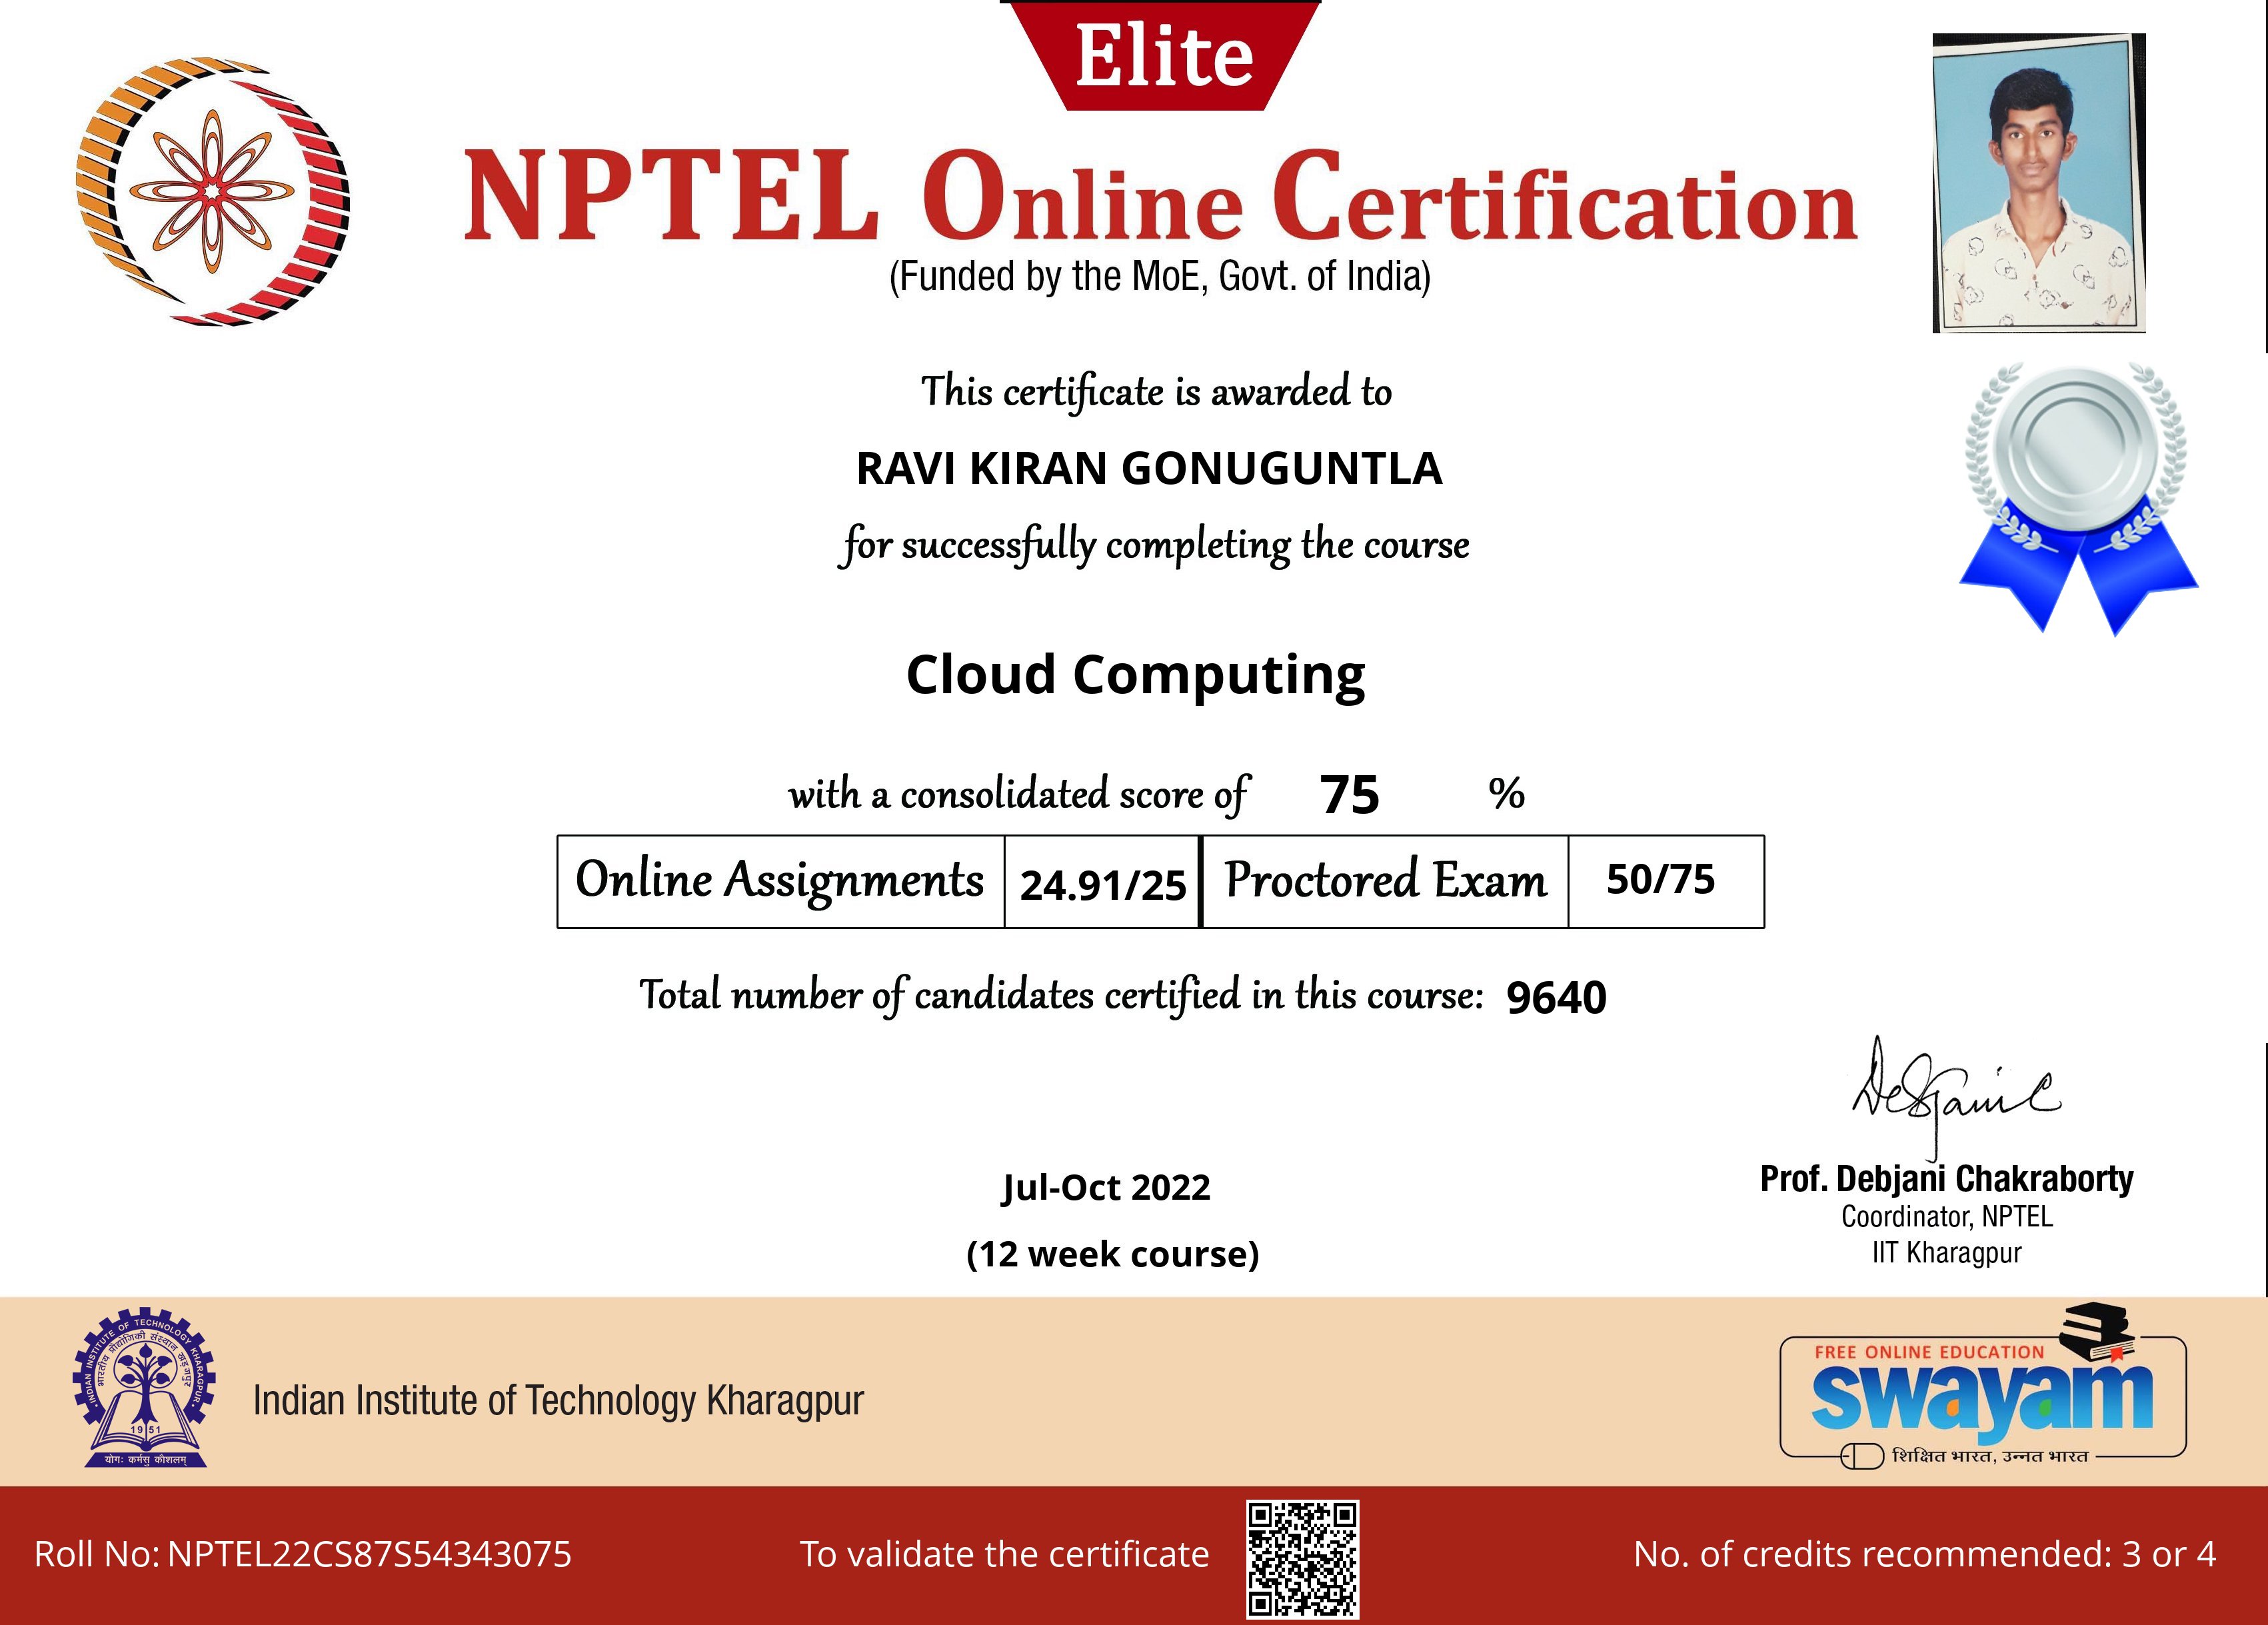 Elite
NPTEL Online Certification
(Funded by the MoE, Govt. of India)
This certificate is awarded to
RAVI KIRAN GONUGUNTLA
for successfully completing the course
Cloud Computing
with a consolidated score of 75 %
Online Assignments 24.91/25 Proctored Exam 50/75
Total number of candidates certified in this course: 9640
Prof. Debjani Chakraborty
Coordinator, NPTEL
IIT Kharagpur
Jul-Oct 2022
(12 week course)
INDIAN INSTITUTE OF TECHNOLOGY KHARAGPUR
भारतीय प्रौद्योगिकी संस्थान खड़गपुर
1951
योगः कर्मसु कौशलम्
Indian Institute of Technology Kharagpur
FREE ONLINE EDUCATION
swayam
शिक्षित भारत, उन्नत भारत
Roll No: NPTEL22CS87S54343075
To validate the certificate
No. of credits recommended: 3 or 4